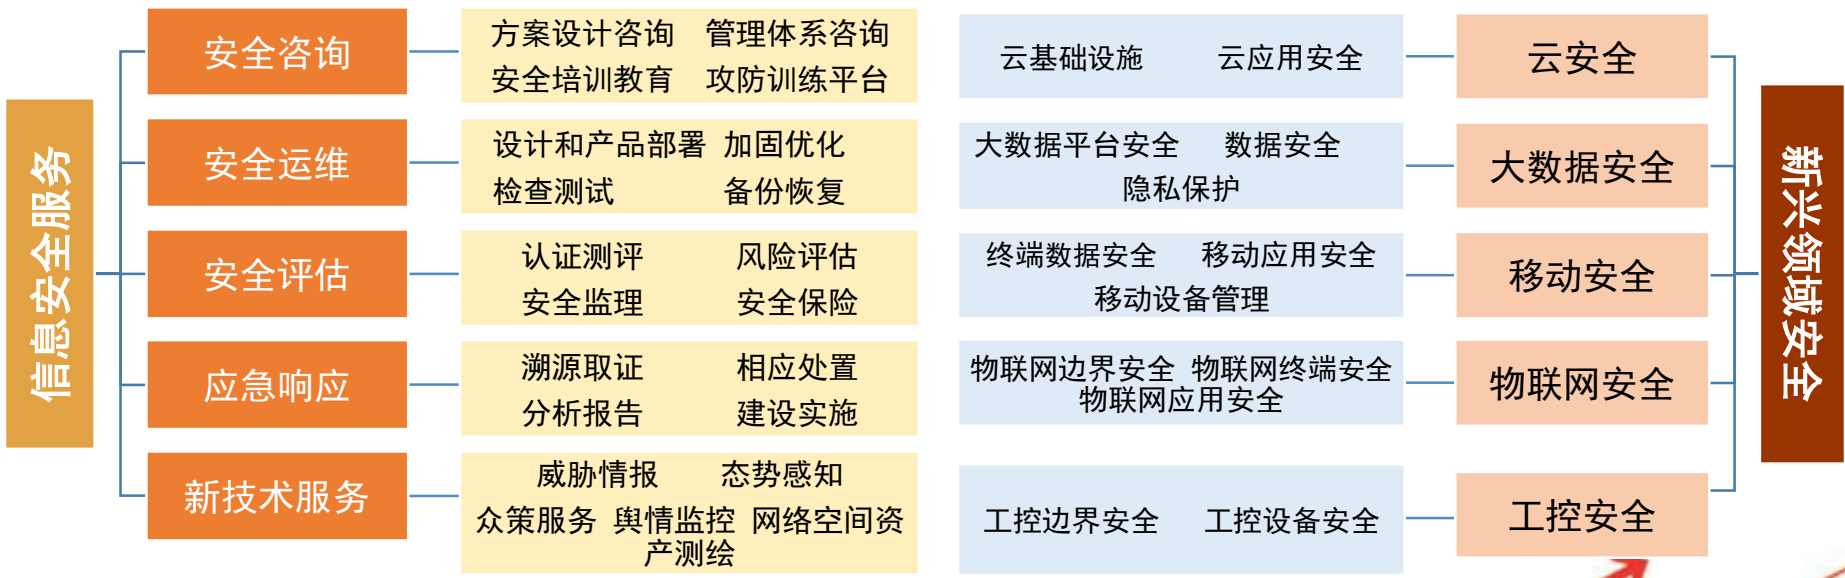 信息安全服务
安全咨询
方案设计咨询 管理体系咨询
安全培训教育 攻防训练平台
安全运维
设计和产品部署 加固优化
检查测试 备份恢复
安全评估
认证测评 风险评估
安全监理 安全保险
应急响应
溯源取证 相应处置
分析报告 建设实施
新技术服务
威胁情报 态势感知
众策服务 舆情监控 网络空间资
产测绘
云基础设施 云应用安全
云安全
大数据平台安全 数据安全
隐私保护
大数据安全
终端数据安全 移动应用安全
移动设备管理
移动安全
物联网边界安全 物联网终端安全
物联网应用安全
物联网安全
工控边界安全 工控设备安全
工控安全
新兴领域安全